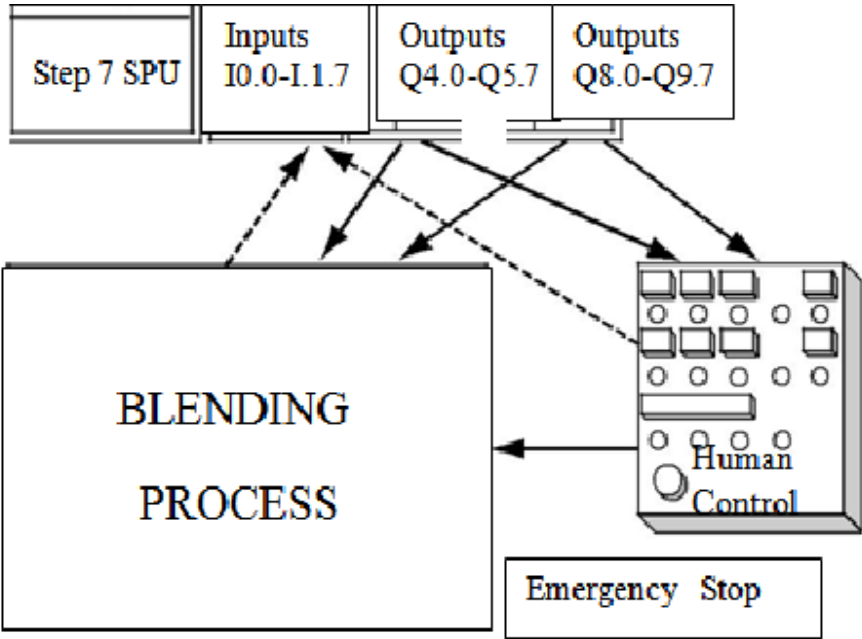 Step 7 SPU
Inputs
I0.0-I.1.7
Outputs
Q4.0-Q5.7
Outputs
Q8.0-Q9.7
BLENDING
PROCESS
Human
Control
Emergency Stop